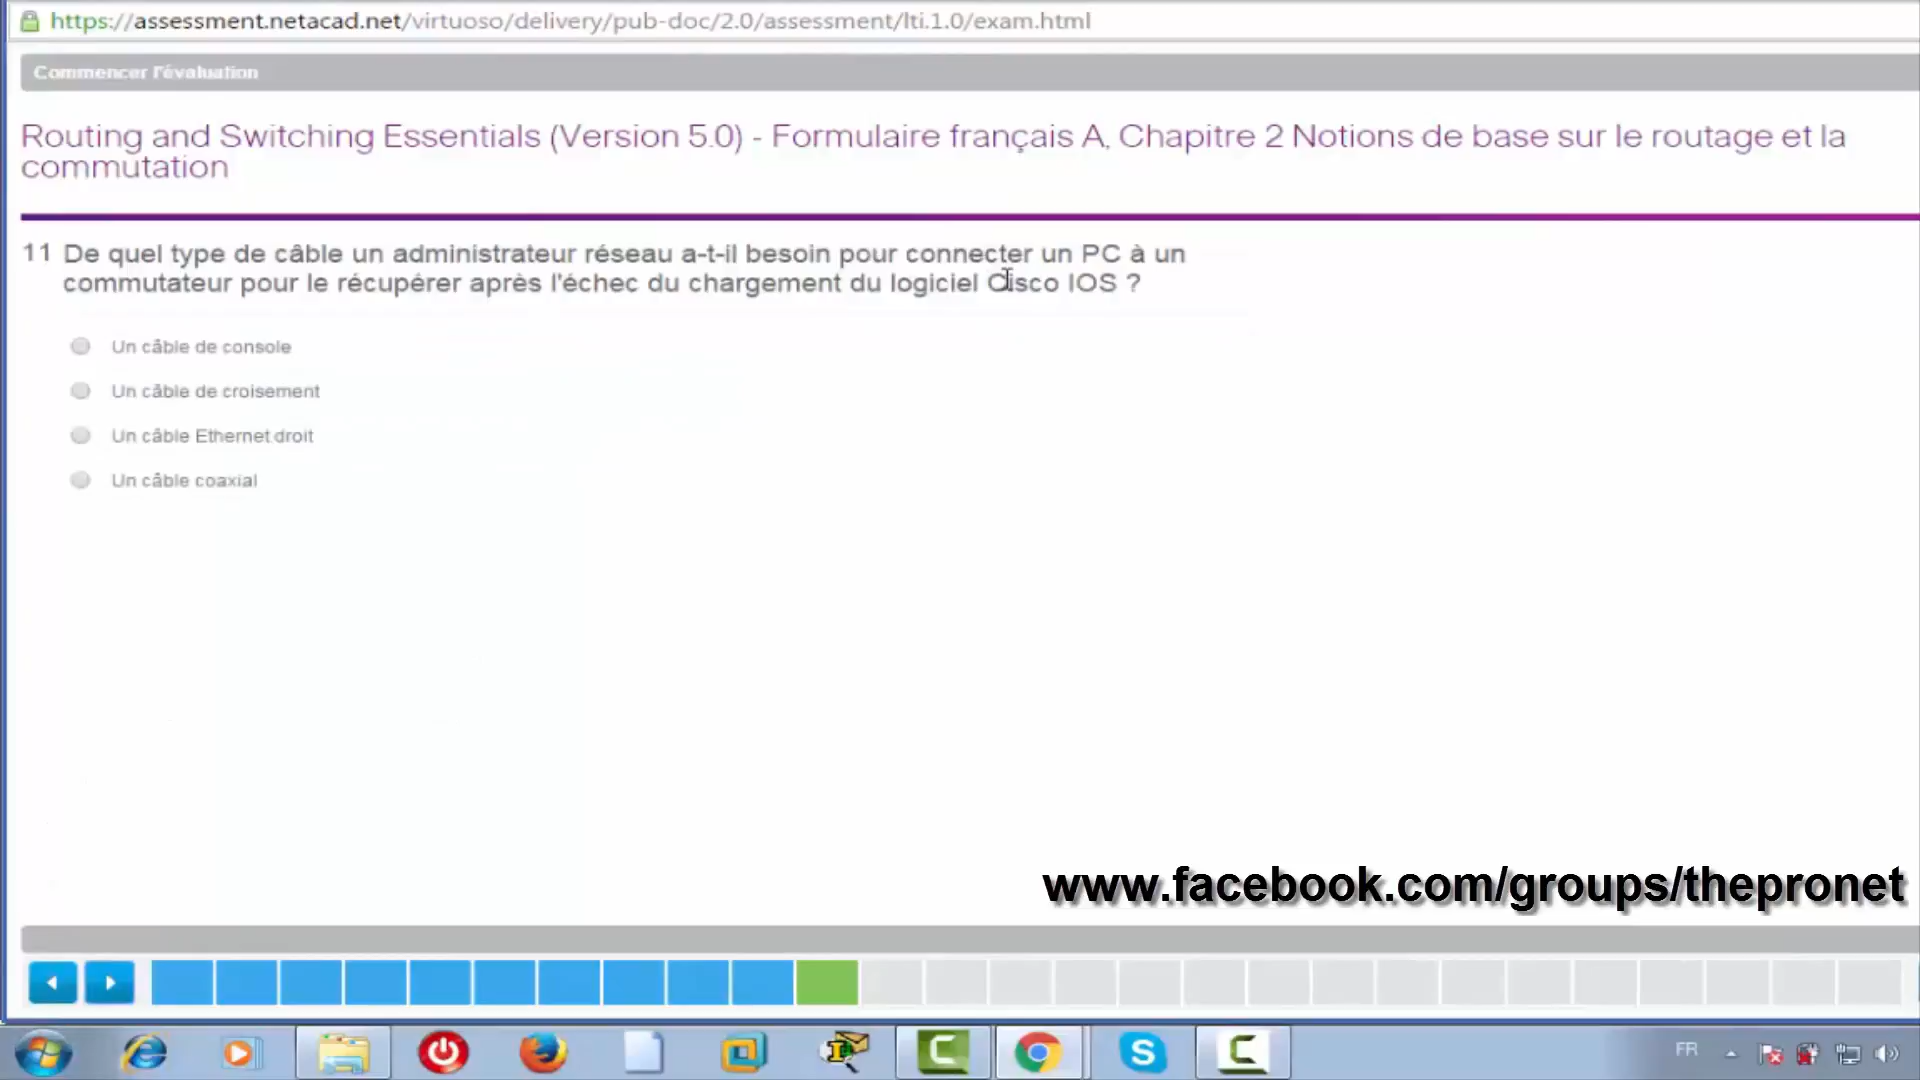 https://assessment.netacad.net/virtuoso/delivery/pub-doc/2.0/assessment/lti.1.0/exam.html
Commencer l'évaluation
Routing and Switching Essentials (Version 5.0) - Formulaire français A, Chapitre 2 Notions de base sur le routage et la
commutation
11 De quel type de câble un administrateur réseau a-t-il besoin pour connecter un PC à un
commutateur pour le récupérer après l'échec du chargement du logiciel Cisco IOS ?
Un câble de console
Un câble de croisement
Un câble Ethernet droit
Un câble coaxial
www.facebook.com/groups/thepronet
FR